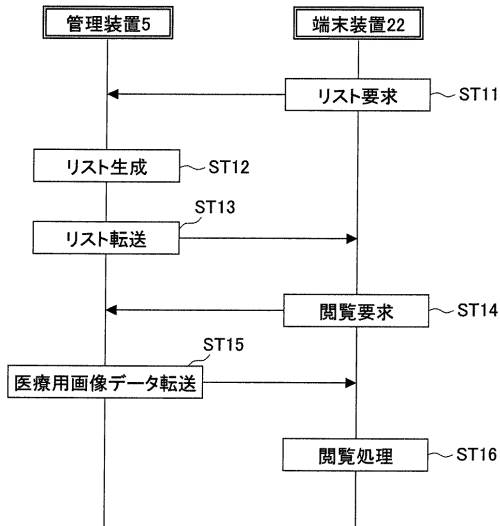 管理装置5
端末装置22
リスト要求
ST11
リスト生成
ST12
ST13
リスト転送
閲覧要求
ST14
ST15
医療用画像データ転送
閲覧処理
ST16